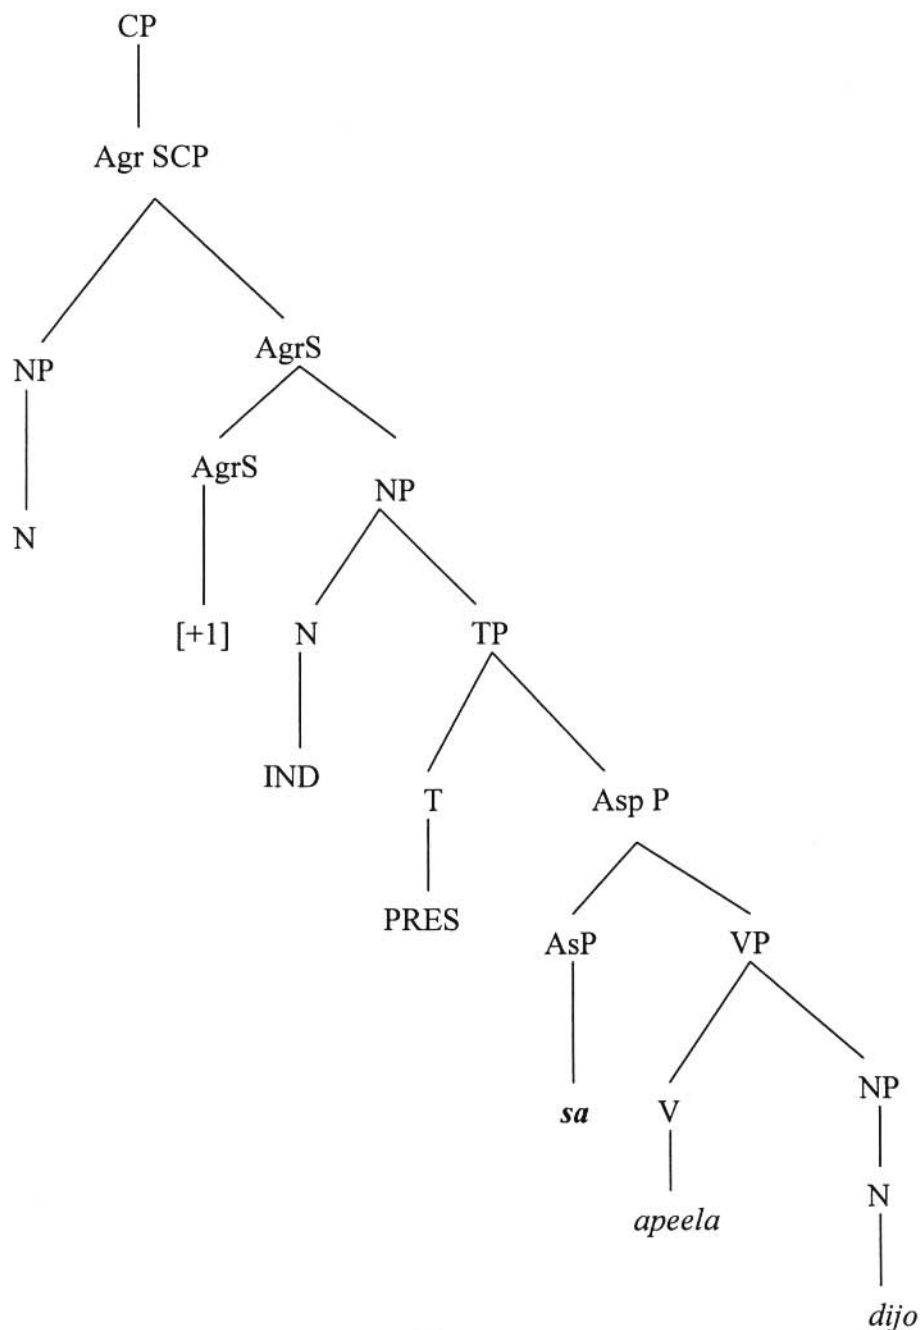 CP
Agr SCP
NP
AgrS
AgrS
NP
N
[+1]
N
TP
IND
T
Asp P
PRES
AsP
VP
sa
V
NP
apeela
N
dijo